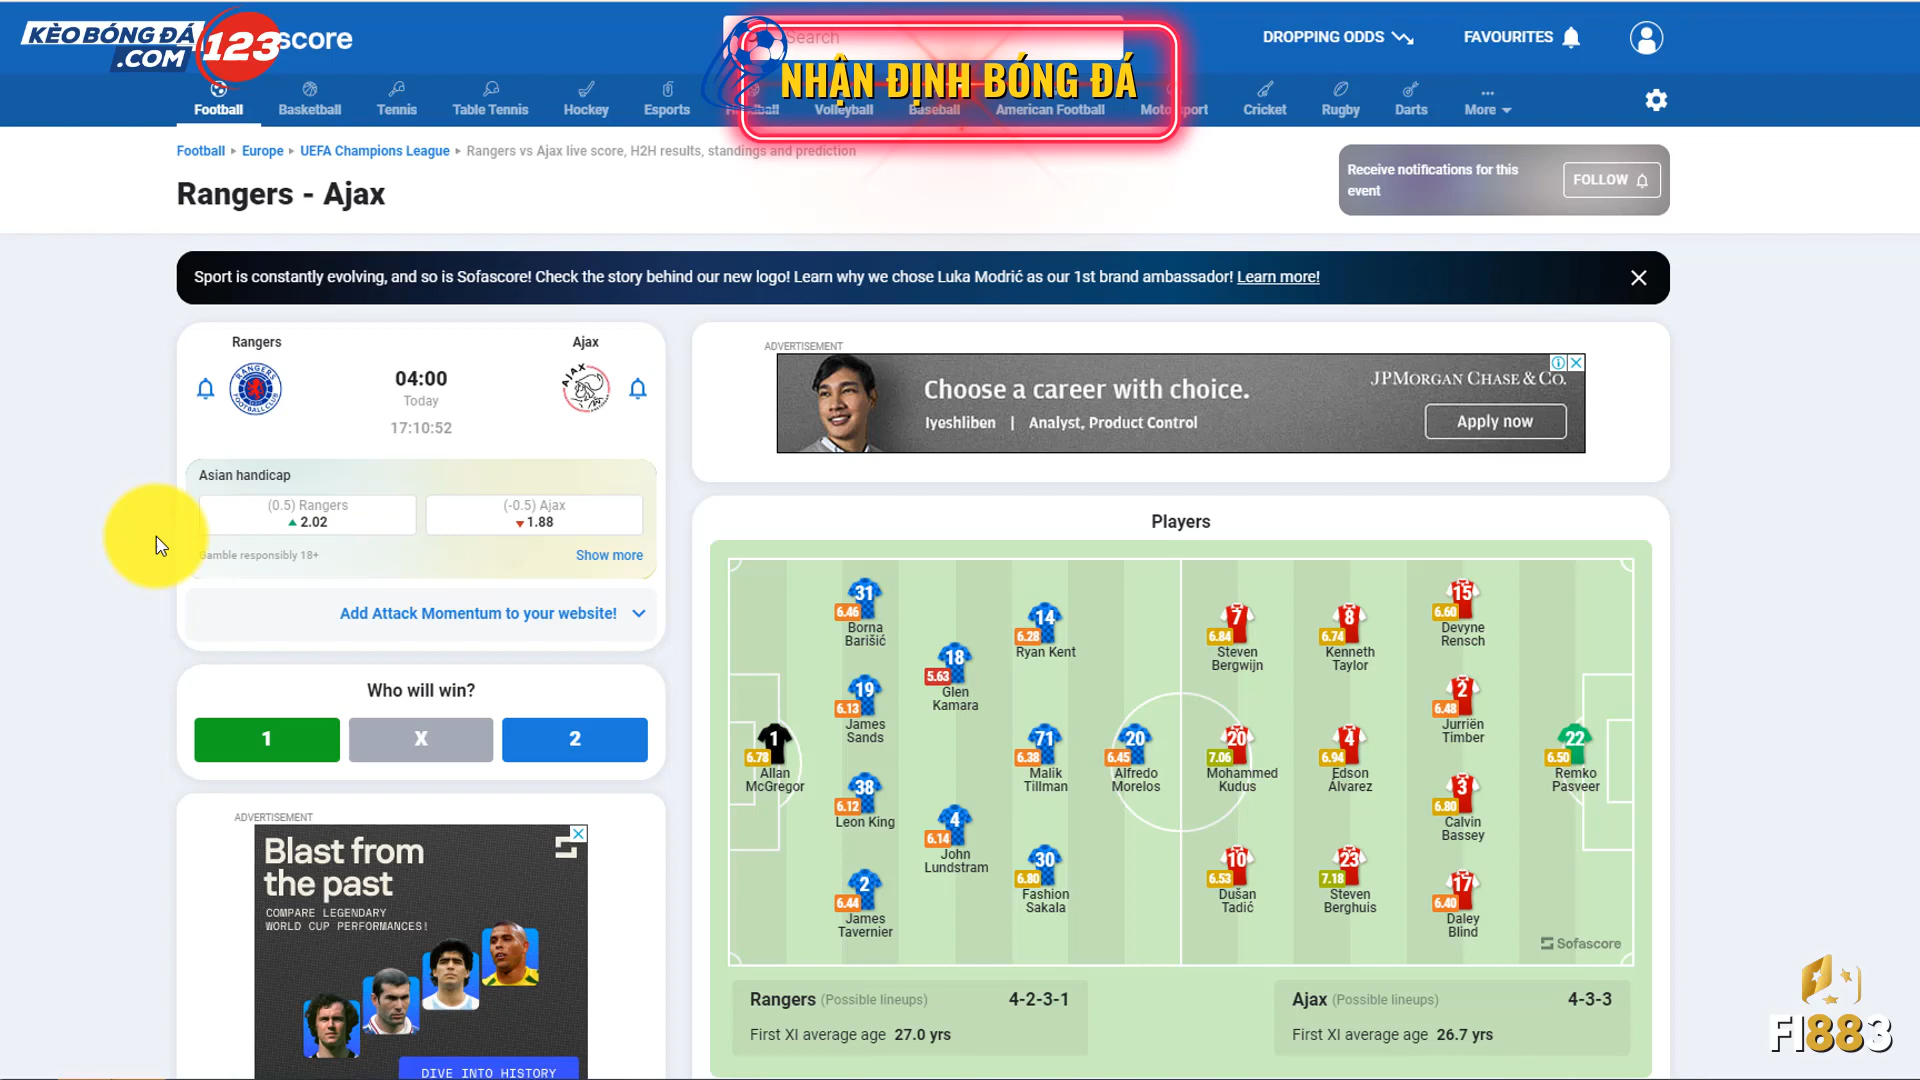 KÈO BÓNG ĐÁ
.COM
123
score
Search
NHẬN ĐỊNH BÓNG ĐÁ
DROPPING ODDS
FAVOURITES
Football
Basketball
Tennis
Table Tennis
Hockey
Esports
Volleyball
Baseball
American Football
Cricket
Rugby
Darts
More
Football
Europe
UEFA Champions League
Rangers vs Ajax live score, H2H results, standings and prediction
Rangers - Ajax
Receive notifications for this
event
FOLLOW
Sport is constantly evolving, and so is Sofascore! Check the story behind our new logo! Learn why we chose Luka Modrić as our 1st brand ambassador! Learn more!
Rangers
Ajax
04:00
Today
17:10:52
RANGERS
FOOTBALL CLUB
AJAX
Asian handicap
(0.5) Rangers
2.02
(-0.5) Ajax
1.88
Gamble responsibly 18+
Show more
Add Attack Momentum to your website!
Who will win?
1
X
2
ADVERTISEMENT
Blast from
the past
COMPARE LEGENDARY
WORLD CUP PERFORMANCES!
DIVE INTO HISTORY
ADVERTISEMENT
Choose a career with choice.
Iyeshliben | Analyst, Product Control
JPMORGAN CHASE & CO.
Apply now
Players
1
6.78
Allan
McGregor
31
6.46
Borna
Barišić
19
6.13
James
Sands
38
6.12
Leon King
2
6.44
James
Tavernier
18
5.63
Glen
Kamara
4
6.14
John
Lundstram
14
6.28
Ryan Kent
71
6.38
Malik
Tillman
30
6.80
Fashion
Sakala
20
6.45
Alfredo
Morelos
7
6.84
Steven
Bergwijn
20
7.06
Mohammed
Kudus
10
6.53
Dušan
Tadić
8
6.74
Kenneth
Taylor
4
6.94
Edson
Álvarez
23
7.18
Steven
Berghuis
15
6.60
Devyne
Rensch
2
6.48
Jurriën
Timber
3
6.80
Calvin
Bassey
17
6.40
Daley
Blind
22
6.50
Remko
Pasveer
Sofascore
Rangers (Possible lineups) 4-2-3-1
First XI average age 27.0 yrs
Ajax (Possible lineups) 4-3-3
First XI average age 26.7 yrs
FI883